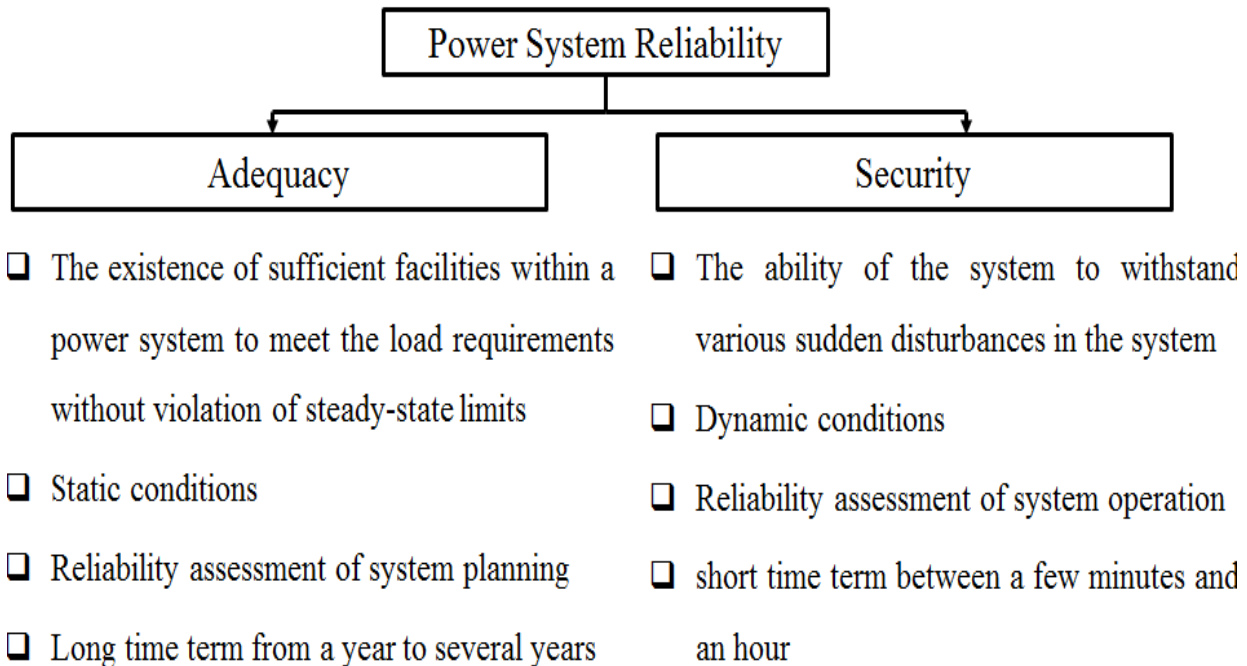 Power System Reliability
Adequacy
The existence of sufficient facilities within a
power system to meet the load requirements
without violation of steady-state limits
Static conditions
Reliability assessment of system planning
Long time term from a year to several years
Security
The ability of the system to withstand
various sudden disturbances in the system
Dynamic conditions
Reliability assessment of system operation
short time term between a few minutes and
an hour